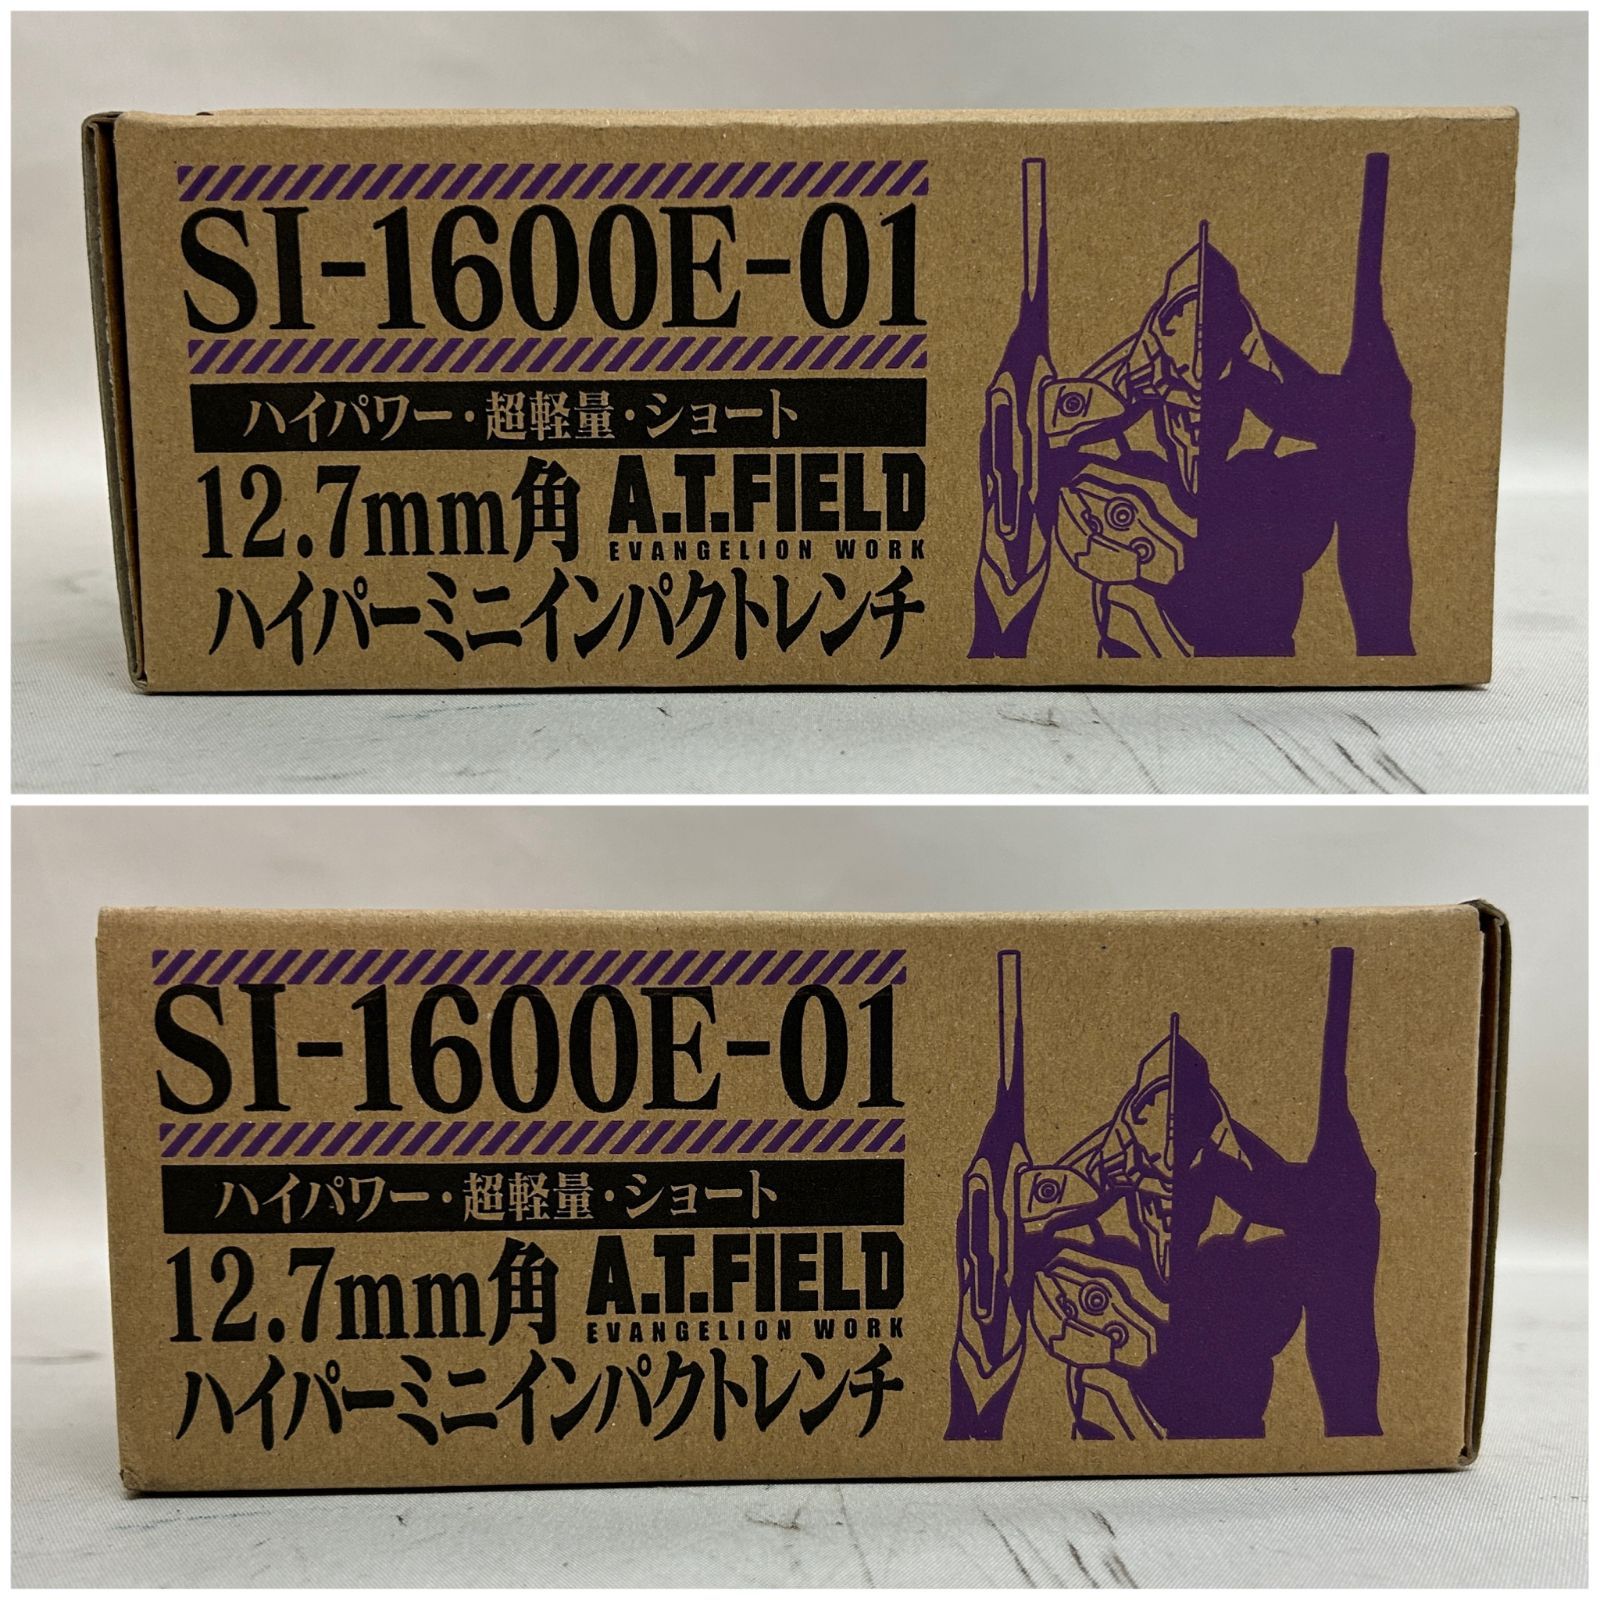 SI-1600E-01
ハイパワー・超軽量・ショート
12.7mm角 A.T.FIELD
EVANGELION WORK
ハイパーミニインパクトレンチ
SI-1600E-01
ハイパワー・超軽量・ショート
12.7mm角 A.T.FIELD
EVANGELION WORK
ハイパーミニインパクトレンチ